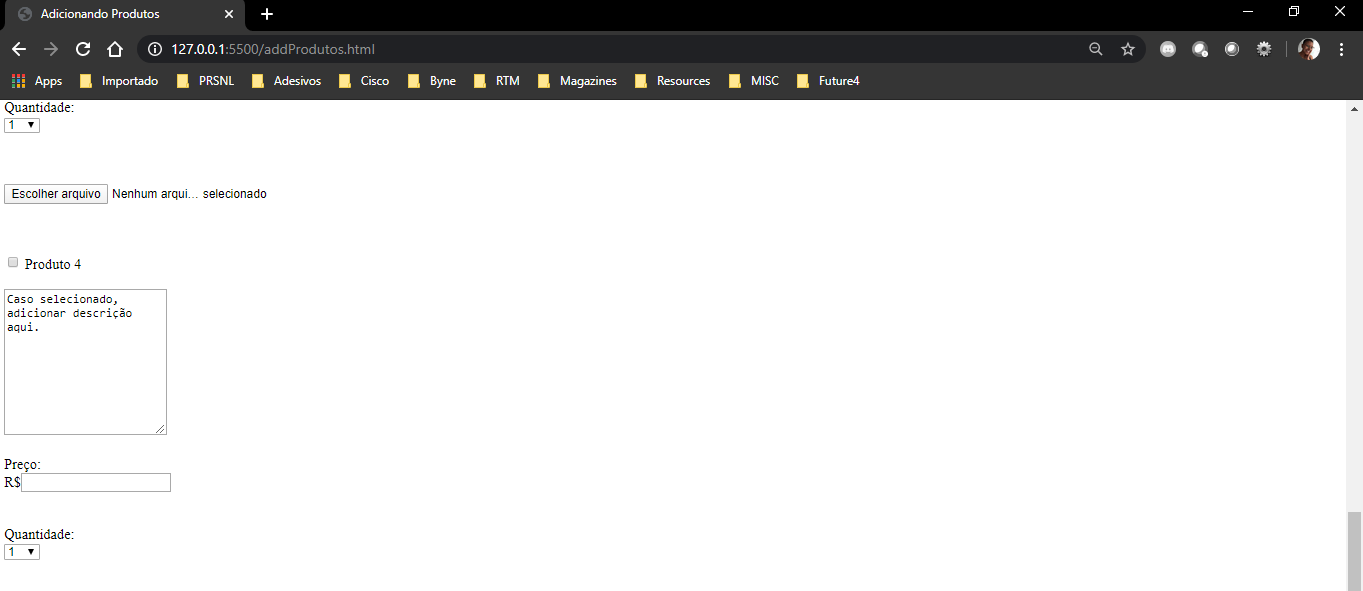 Adicionando Produtos
127.0.0.1:5500/addProdutos.html
Apps Importado PRSNL Adesivos Cisco Byne RTM Magazines Resources MISC Future4
Quantidade:
1
Escolher arquivo Nenhum arqui... selecionado
Produto 4
Caso selecionado,
adicionar descrição
aqui.
Preço:
R$
Quantidade:
1